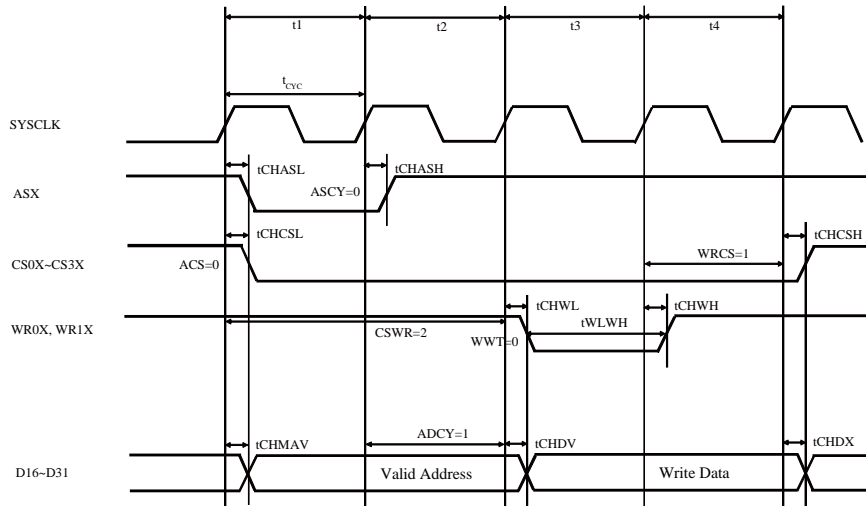 t1 t2 t3 t4
tCYC
SYSCLK
tCHASL tCHASH
ASX
ASCY=0
tCHCSL tCHCSH
CS0X~CS3X
ACS=0
WRCS=1
tCHWL tCHWH
WR0X, WR1X
tWLWH
CSWR=2
WWT=0
tCHMAV
ADCY=1
tCHDV
tCHDX
D16~D31
Valid Address
Write Data